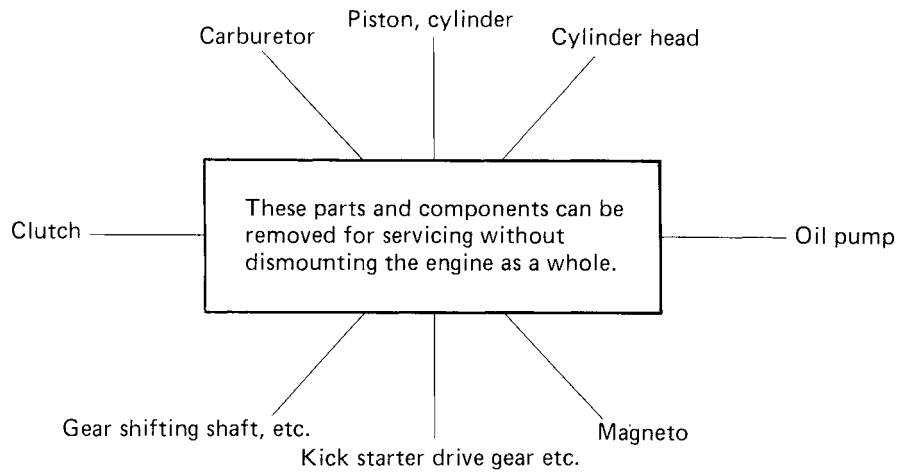 Piston, cylinder
Carburetor
Cylinder head
These parts and components can be
removed for servicing without
dismounting the engine as a whole.
Clutch
Oil pump
Gear shifting shaft, etc.
Magneto
Kick starter drive gear etc.